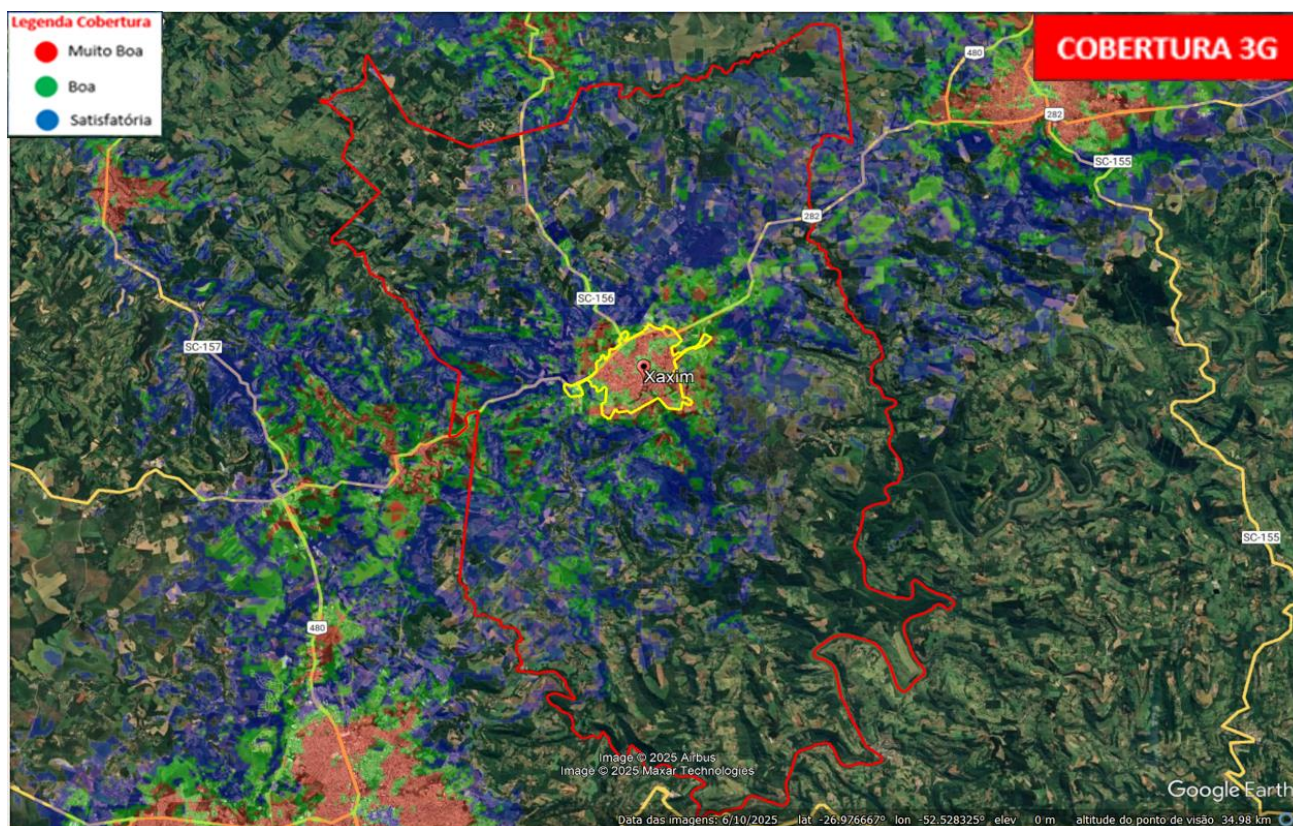 Legenda Cobertura
Muito Boa
Boa
Satisfatória
COBERTURA 3G
480
282
SC-155
282
SC-156
SC-157
Xaxim
SC-155
480
Image © 2025 Airbus
Image © 2025 Maxar Technologies
Google Earth
Data das imagens: 6/10/2025 lat -26.976667° lon -52.528325° elev 0 m altitude do ponto de visão 34.98 km